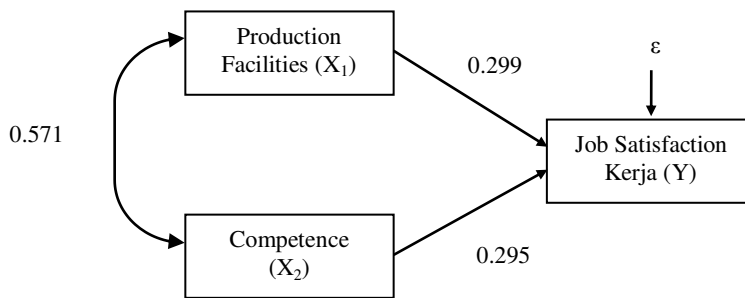 Production
Facilities (X₁)
0.299
ε
0.571
Job Satisfaction
Kerja (Y)
Competence
(X₂)
0.295